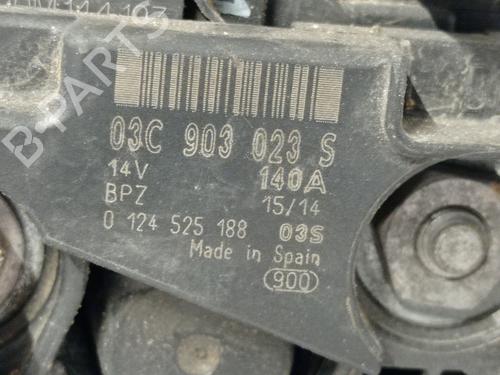 B-PARTS
03C 903 023 S
14V 140A
BPZ 15/14
0 124 525 188 03S
Made in Spain
900